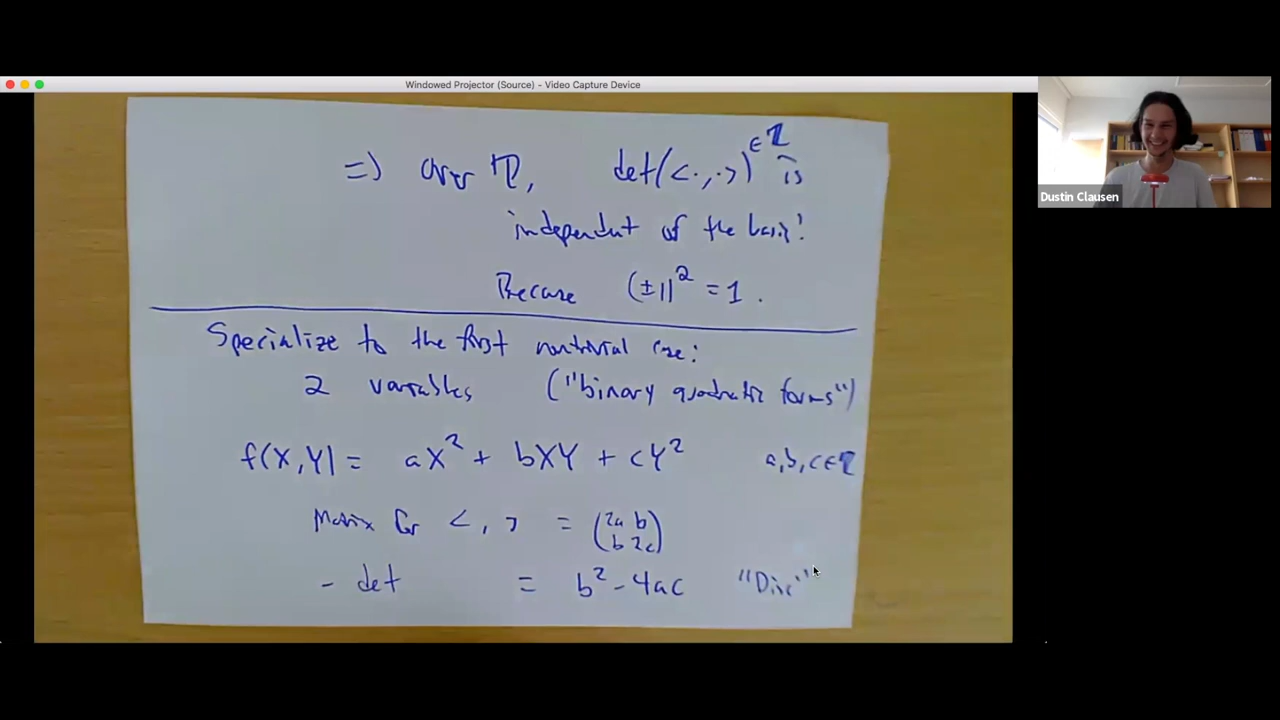 Windowed Projector (Source) - Video Capture Device
Dustin Clausen
=> over ℤ, det(<·,·>) ∈ ℤ is
independent of the basis!
Because (±1)² = 1.
Specialize to the first nontrivial case:
2 variables ("binary quadratic forms")
f(X,Y) = aX² + bXY + cY² a,b,c ∈ ℤ
Matrix for < , > = (2a b
b 2c)
- det = b² - 4ac "Disc"